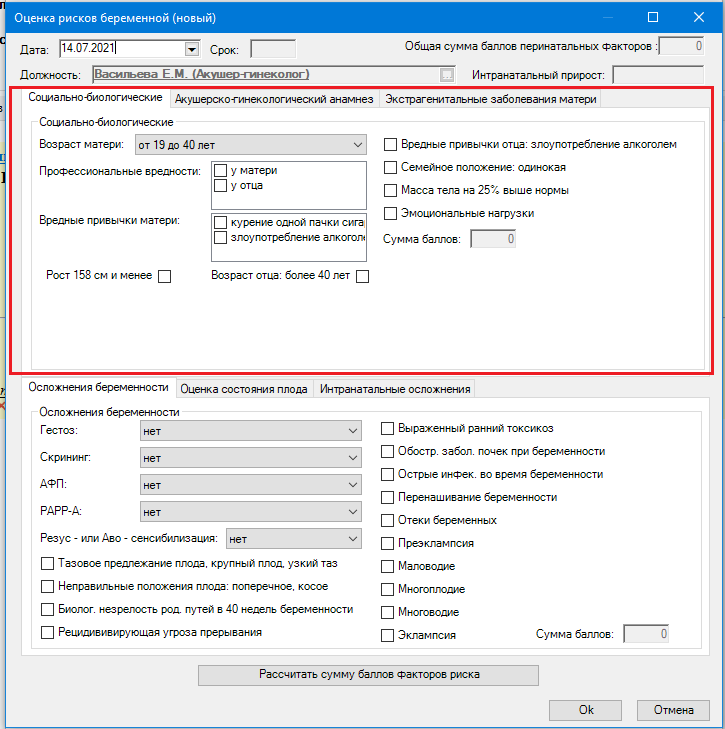 Оценка рисков беременной (новый)
Дата: 14.07.2021 Срок: Общая сумма баллов перинатальных факторов : 0
Должность: Васильева Е.М. (Акушер-гинеколог) Интранатальный прирост:
Социально-биологические Акушерско-гинекологический анамнез Экстрагенитальные заболевания матери
Социально-биологические
Возраст матери: от 19 до 40 лет Вредные привычки отца: злоупотребление алкоголем
Профессиональные вредности: у матери Семейное положение: одинокая
у отца Масса тела на 25% выше нормы
Вредные привычки матери: курение одной пачки сигар Эмоциональные нагрузки
злоупотребление алкоголе Сумма баллов: 0
Рост 158 см и менее Возраст отца: более 40 лет
Осложнения беременности Оценка состояния плода Интранатальные осложнения
Осложнения беременности
Гестоз: нет Выраженный ранний токсикоз
Скрининг: нет Обостр. забол. почек при беременности
АФП: нет Острые инфек. во время беременности
PAPP-A: нет Перенашивание беременности
Резус - или Аво - сенсибилизация: нет Отеки беременных
Тазовое предлежание плода, крупный плод, узкий таз Преэклампсия
Неправильные положения плода: поперечное, косое Маловодие
Биолог. незрелость род. путей в 40 недель беременности Многоплодие
Рецидививирующая угроза прерывания Многоводие
Эклампсия Сумма баллов: 0
Рассчитать сумму баллов факторов риска
Ok Отмена